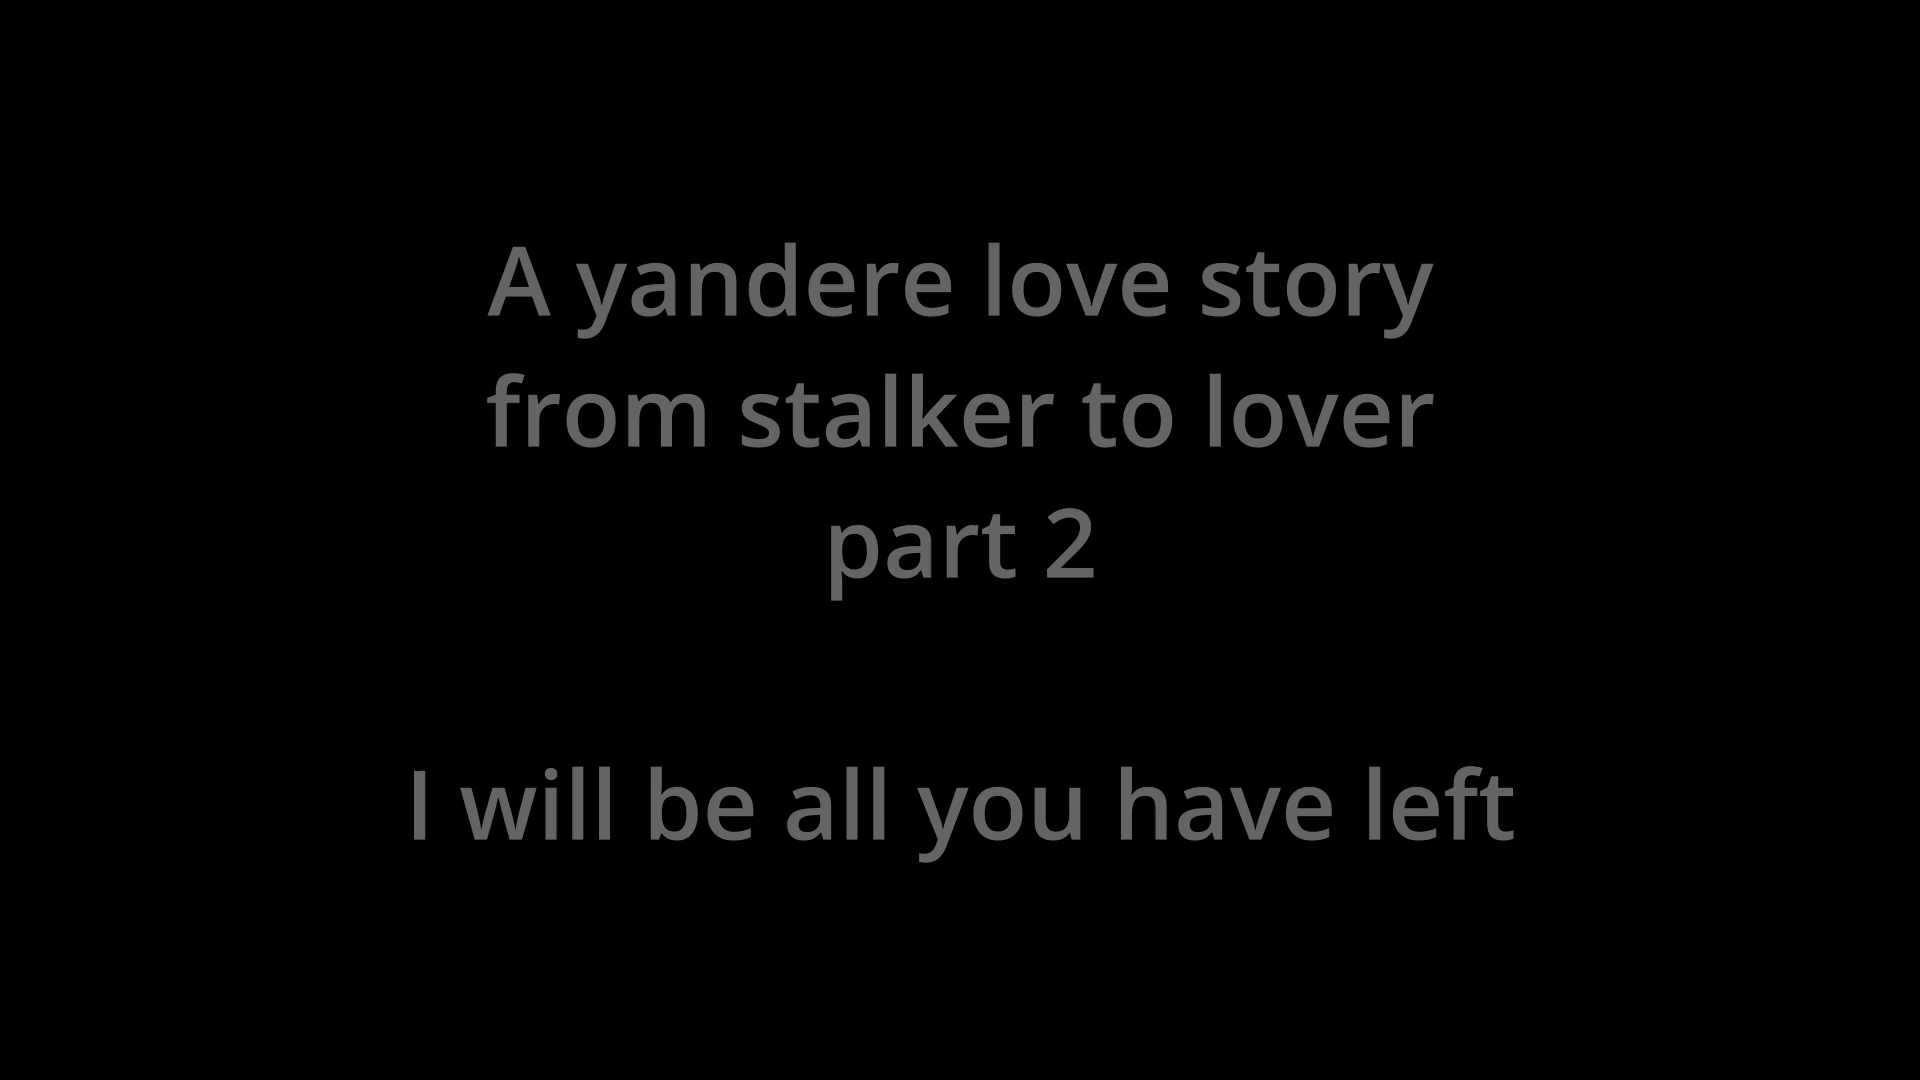 A yandere love story
from stalker to lover
part 2
I will be all you have left